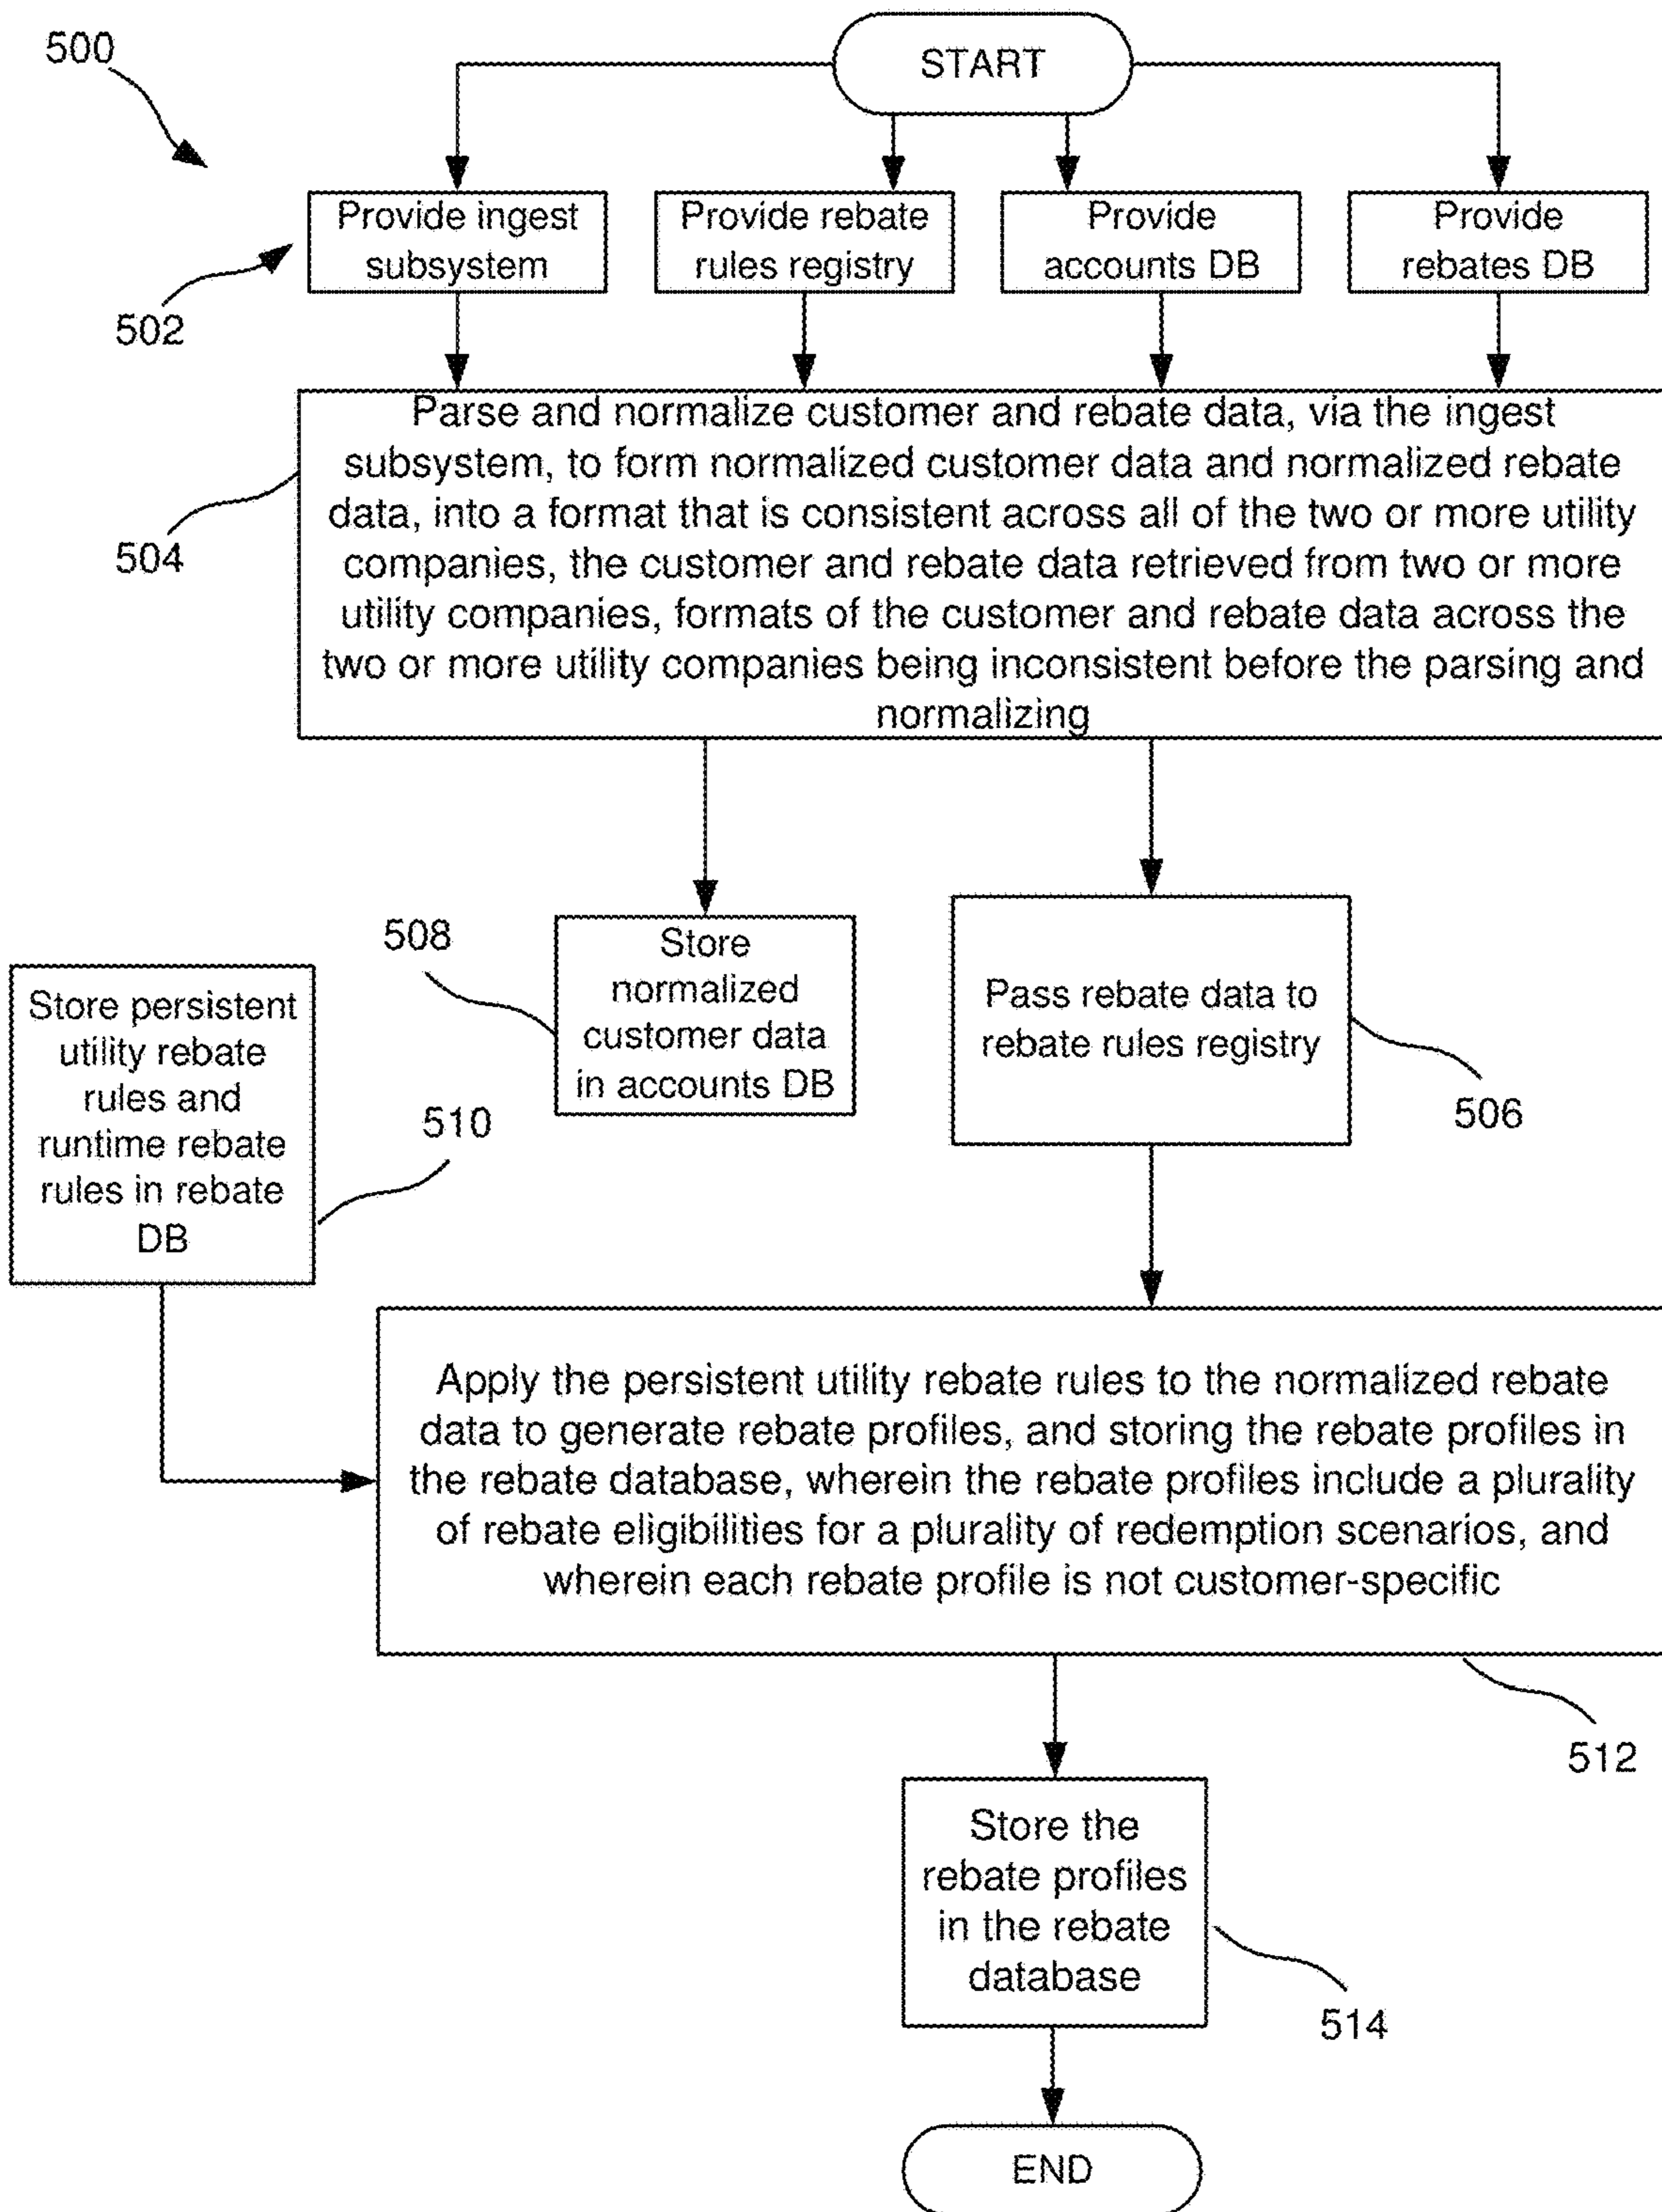 500
START
Provide ingest
subsystem
Provide rebate
rules registry
Provide
accounts DB
Provide
rebates DB
502
Parse and normalize customer and rebate data, via the ingest
subsystem, to form normalized customer data and normalized rebate
data, into a format that is consistent across all of the two or more utility
companies, the customer and rebate data retrieved from two or more
utility companies, formats of the customer and rebate data across the
two or more utility companies being inconsistent before the parsing and
normalizing
504
508
Store
normalized
customer data
in accounts DB
Pass rebate data to
rebate rules registry
506
Store persistent
utility rebate
rules and
runtime rebate
rules in rebate
DB
510
Apply the persistent utility rebate rules to the normalized rebate
data to generate rebate profiles, and storing the rebate profiles in
the rebate database, wherein the rebate profiles include a plurality
of rebate eligibilities for a plurality of redemption scenarios, and
wherein each rebate profile is not customer-specific
512
Store the
rebate profiles
in the rebate
database
514
END